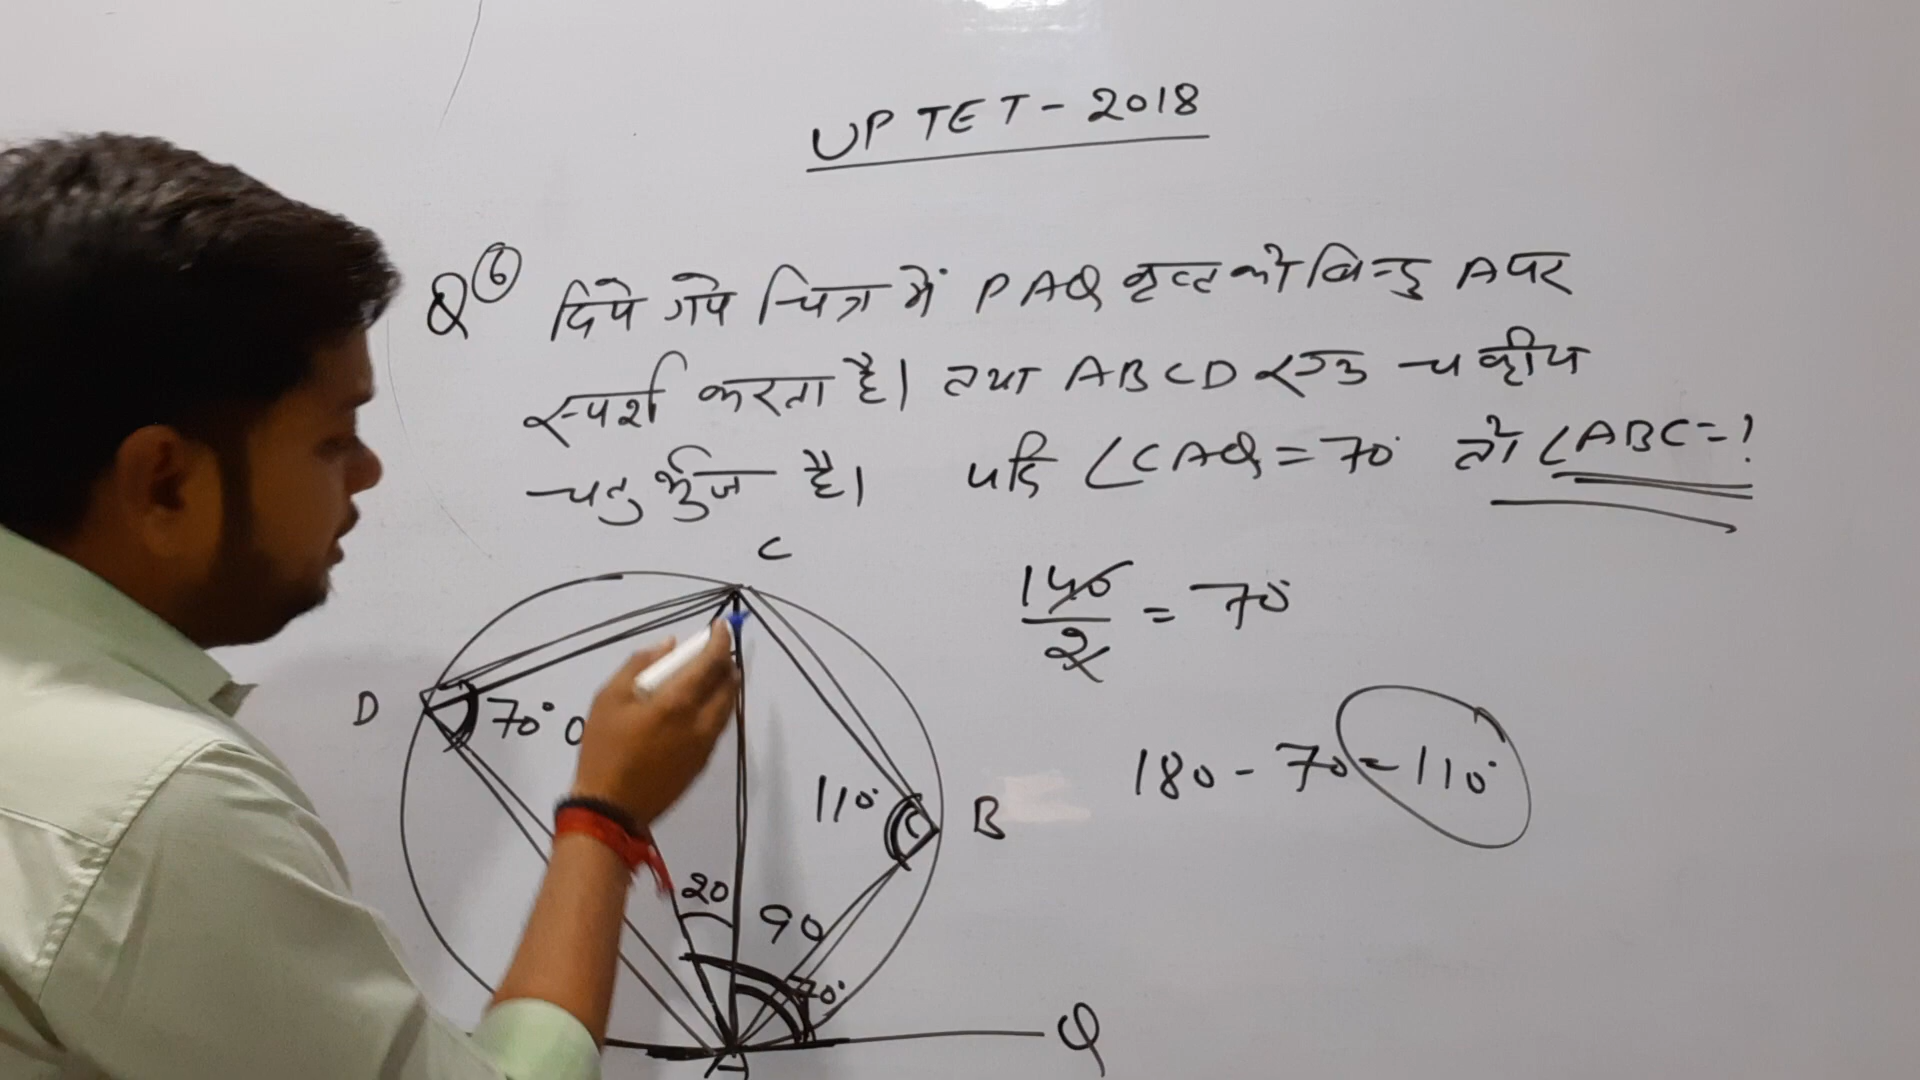 UP TET - 2018
Q 6 दिये गये चित्र में PAQ वृत्त को बिन्दु A पर
स्पर्श करता है। तथा ABCD एक चक्रीय
चतुर्भुज है। यदि ∠CAQ = 70° तो ∠ABC = ?
C
140/2 = 70°
D
70°
O
110°
B
180 - 70 = 110°
20
90
70°
A
Q